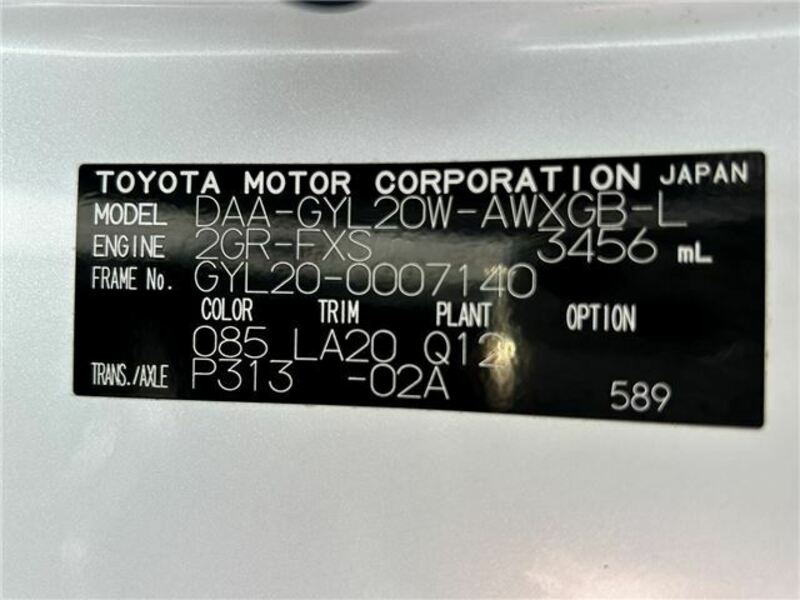 TOYOTA MOTOR CORPORATION JAPAN
MODEL DAA-GYL20W-AWXGB-L
ENGINE 2GR-FXS 3456 mL
FRAME No. GYL20-0007140
COLOR TRIM PLANT OPTION
085 LA20 Q12
TRANS./AXLE P313 -02A 589